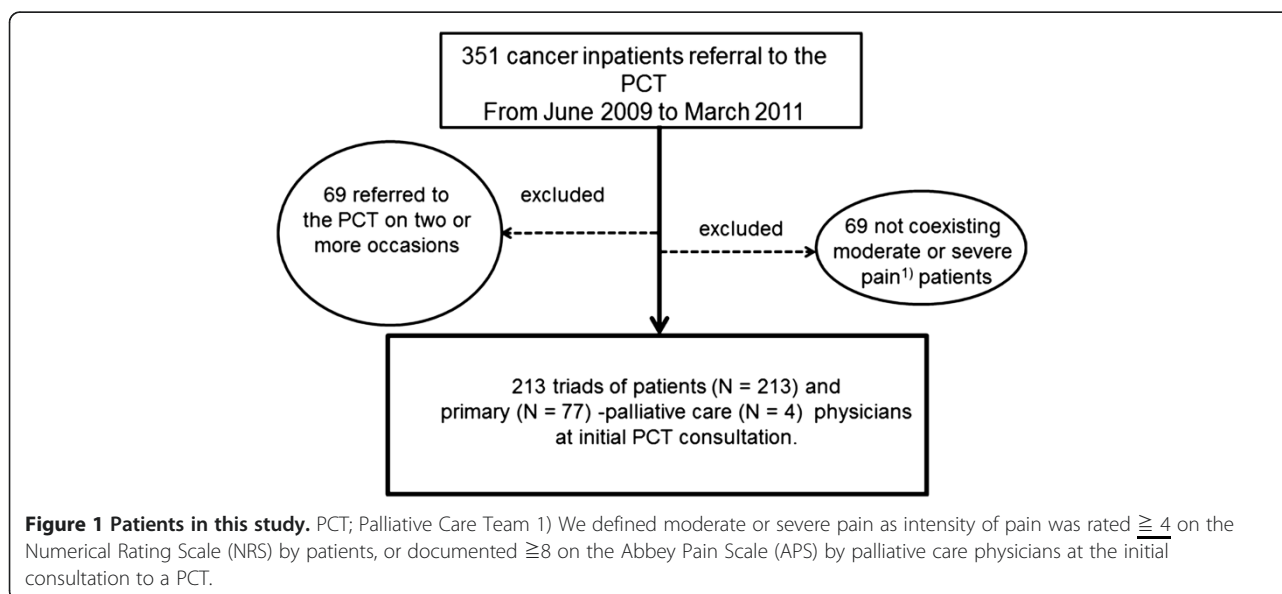 351 cancer inpatients referral to the
PCT
From June 2009 to March 2011
69 referred to
the PCT on two or
more occasions
excluded
excluded
69 not coexisting
moderate or severe
pain1) patients
213 triads of patients (N = 213) and
primary (N = 77) -palliative care (N = 4) physicians
at initial PCT consultation.
Figure 1 Patients in this study. PCT; Palliative Care Team 1) We defined moderate or severe pain as intensity of pain was rated ≧ 4 on the
Numerical Rating Scale (NRS) by patients, or documented ≧8 on the Abbey Pain Scale (APS) by palliative care physicians at the initial
consultation to a PCT.